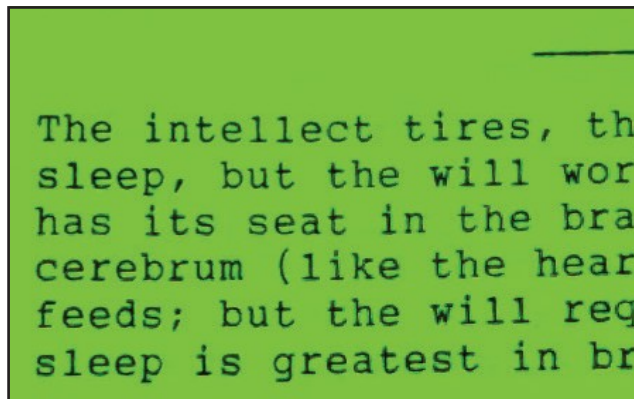 The intellect tires, th
sleep, but the will wor
has its seat in the bra
cerebrum (like the hear
feeds; but the will req
sleep is greatest in br